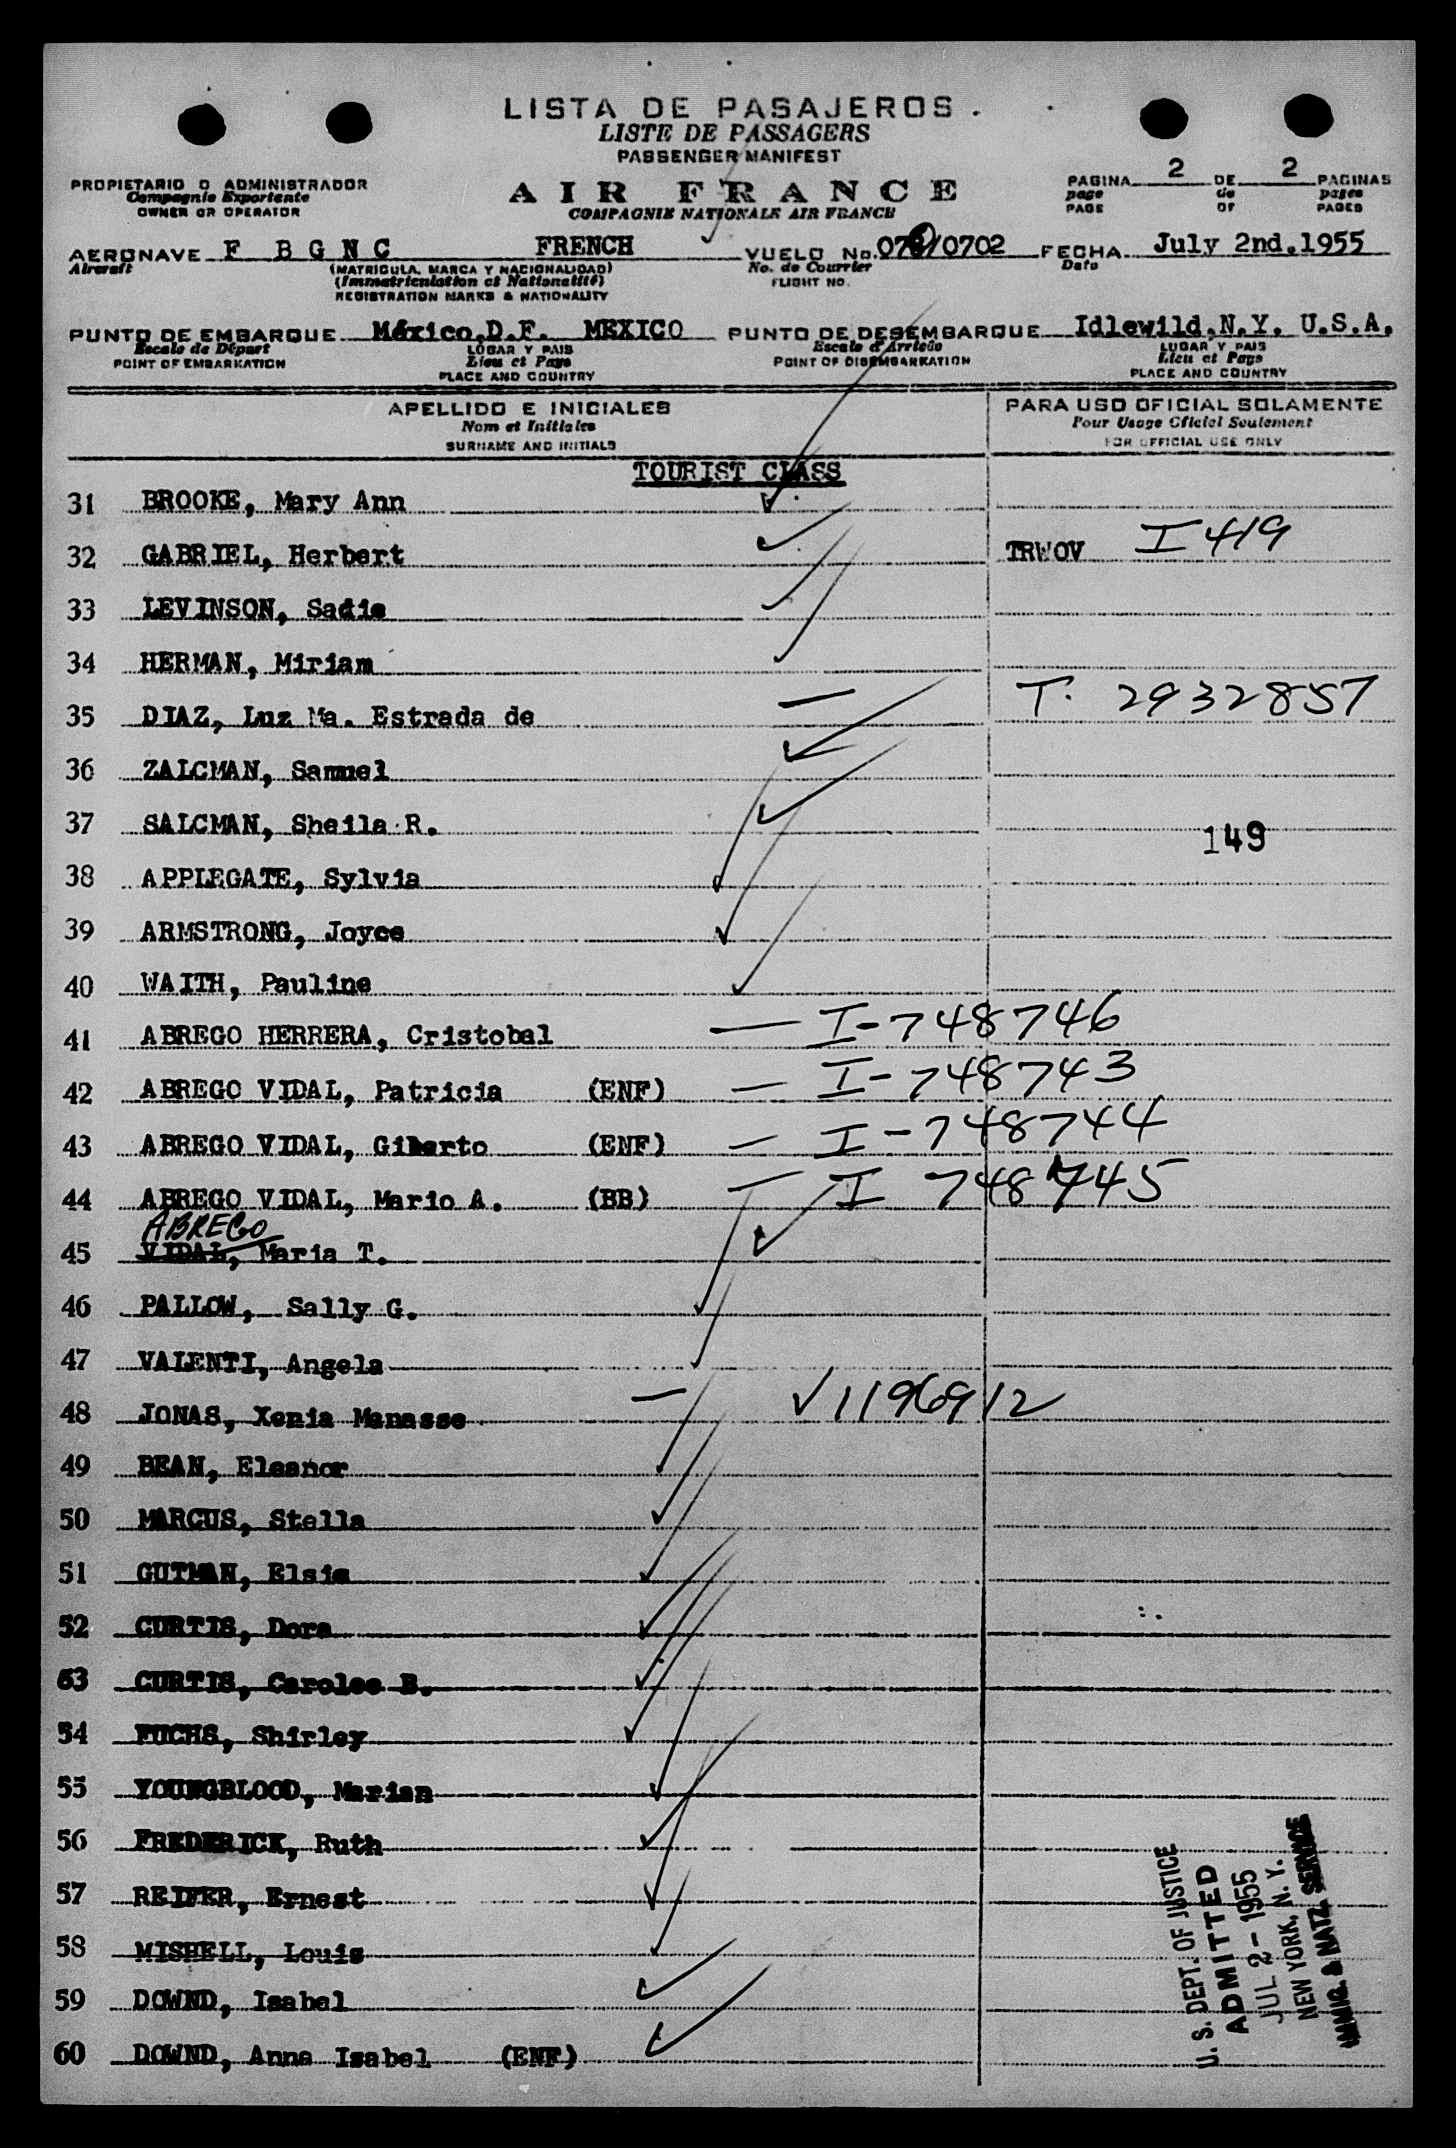 LISTA DE PASAJEROS.
LISTE DE PASSAGERS
PASSENGER MANIFEST
PROPIETARIO O ADMINISTRADOR
Compagnie Exportante
OWNER OR OPERATOR
AIR FRANCE
COMPAGNIE NATIONALE AIR FRANCE
PAGINA 2 DE 2 PAGINAS
page de pages
PAGE OF PAGES
AERONAVE F B G N C FRENCH VUELO No. /0702 FECHA July 2nd.1955
Aircraft (MATRICULA, MARCA Y NACIONALIDAD) No. de Courrier Date
(Immatriculation et Nationalité) FLIGHT NO.
REGISTRATION MARKS & NATIONALITY
PUNTO DE EMBARQUE México,D.F. MEXICO PUNTO DE DESEMBARQUE Idlewild,N.Y. U.S.A.
Escale de Départ LUGAR Y PAIS Escale d'Arrivée LUGAR Y PAIS
POINT OF EMBARKATION Lieu et Pays POINT OF DISEMBARKATION Lieu et Pays
PLACE AND COUNTRY PLACE AND COUNTRY
APELLIDO E INICIALES PARA USO OFICIAL SOLAMENTE
Nom et Initiales Pour Usage Officiel Seulement
SURNAME AND INITIALS FOR OFFICIAL USE ONLY
TOURIST CLASS
31 BROOKE, Mary Ann
32 GABRIEL, Herbert TRWOV I 419
33 LEVINSON, Sadie
34 HERMAN, Miriam
35 DIAZ, Luz Ma. Estrada de T. 2932857
36 ZALCMAN, Samuel
37 SALCMAN, Sheila R.
149
38 APPLEGATE, Sylvia
39 ARMSTRONG, Joyce
40 WAITH, Pauline
41 ABREGO HERRERA, Cristobal I-748746
42 ABREGO VIDAL, Patricia (ENF) I-748743
43 ABREGO VIDAL, Gilberto (ENF) I-748744
44 ABREGO VIDAL, Mario A. (BB) I 748745
ABREGO
45 VIDAL, Maria T.
46 PALLOW, Sally G.
47 VALENTI, Angela
48 JONAS, Xenia Manasse V1196912
49 BEAN, Eleanor
50 MARCUS, Stella
51 GUTMAN, Elsie
52 CURTIS, Dora
53 CURTIS, Carolee B.
54 FUCHS, Shirley
55 YOUNGBLOOD, Marian
56 FREDERICK, Ruth
57 REIFER, Ernest
58 MISHELL, Louis
59 DOWND, Isabel
60 DOWND, Anna Isabel (ENF)
U. S. DEPT. OF JUSTICE
ADMITTED
JUL 2- 1955
NEW YORK, N. Y.
IMMIG. & NATZ. SERVICE